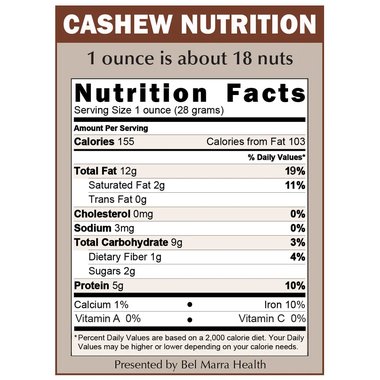 CASHEW NUTRITION
1 ounce is about 18 nuts
Nutrition Facts
Serving Size 1 ounce (28 grams)
Amount Per Serving
Calories 155 Calories from Fat 103
% Daily Values*
Total Fat 12g 19%
Saturated Fat 2g 11%
Trans Fat 0g
Cholesterol 0mg 0%
Sodium 3mg 0%
Total Carbohydrate 9g 3%
Dietary Fiber 1g 4%
Sugars 2g
Protein 5g 10%
Calcium 1% • Iron 10%
Vitamin A 0% • Vitamin C 0%
*Percent Daily Values are based on a 2,000 calorie diet. Your Daily
Values may be higher or lower depending on your calorie needs.
Presented by Bel Marra Health